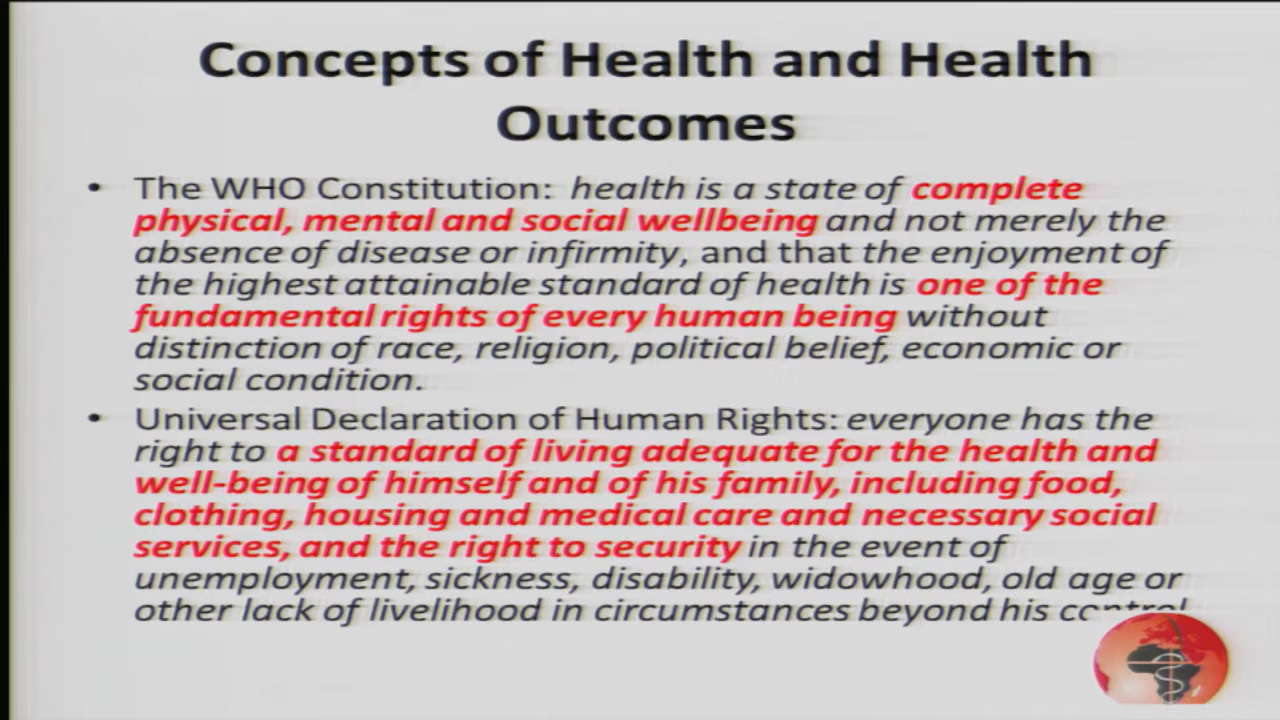 Concepts of Health and Health
Outcomes
• The WHO Constitution: health is a state of complete
physical, mental and social wellbeing and not merely the
absence of disease or infirmity, and that the enjoyment of
the highest attainable standard of health is one of the
fundamental rights of every human being without
distinction of race, religion, political belief, economic or
social condition.
• Universal Declaration of Human Rights: everyone has the
right to a standard of living adequate for the health and
well-being of himself and of his family, including food,
clothing, housing and medical care and necessary social
services, and the right to security in the event of
unemployment, sickness, disability, widowhood, old age or
other lack of livelihood in circumstances beyond his control